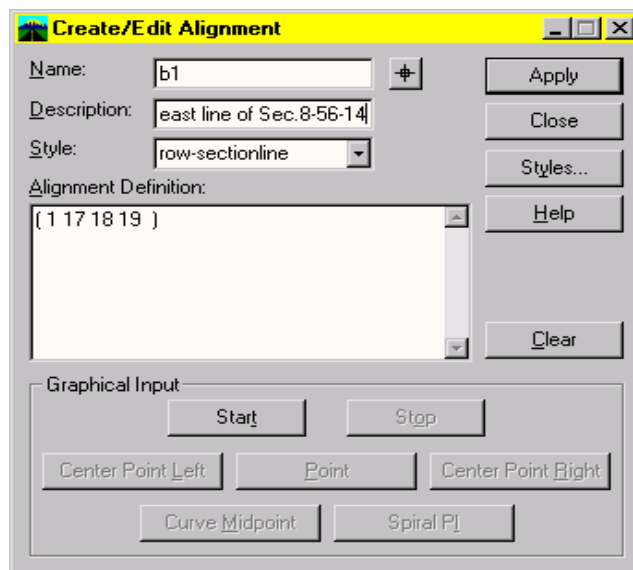 Create/Edit Alignment
Name: b1
Apply
Description: east line of Sec.8-56-14
Close
Style: row-sectionline
Styles...
Alignment Definition:
( 1 17 18 19 )
Help
Clear
Graphical Input
Start Stop
Center Point Left Point Center Point Right
Curve Midpoint Spiral PI